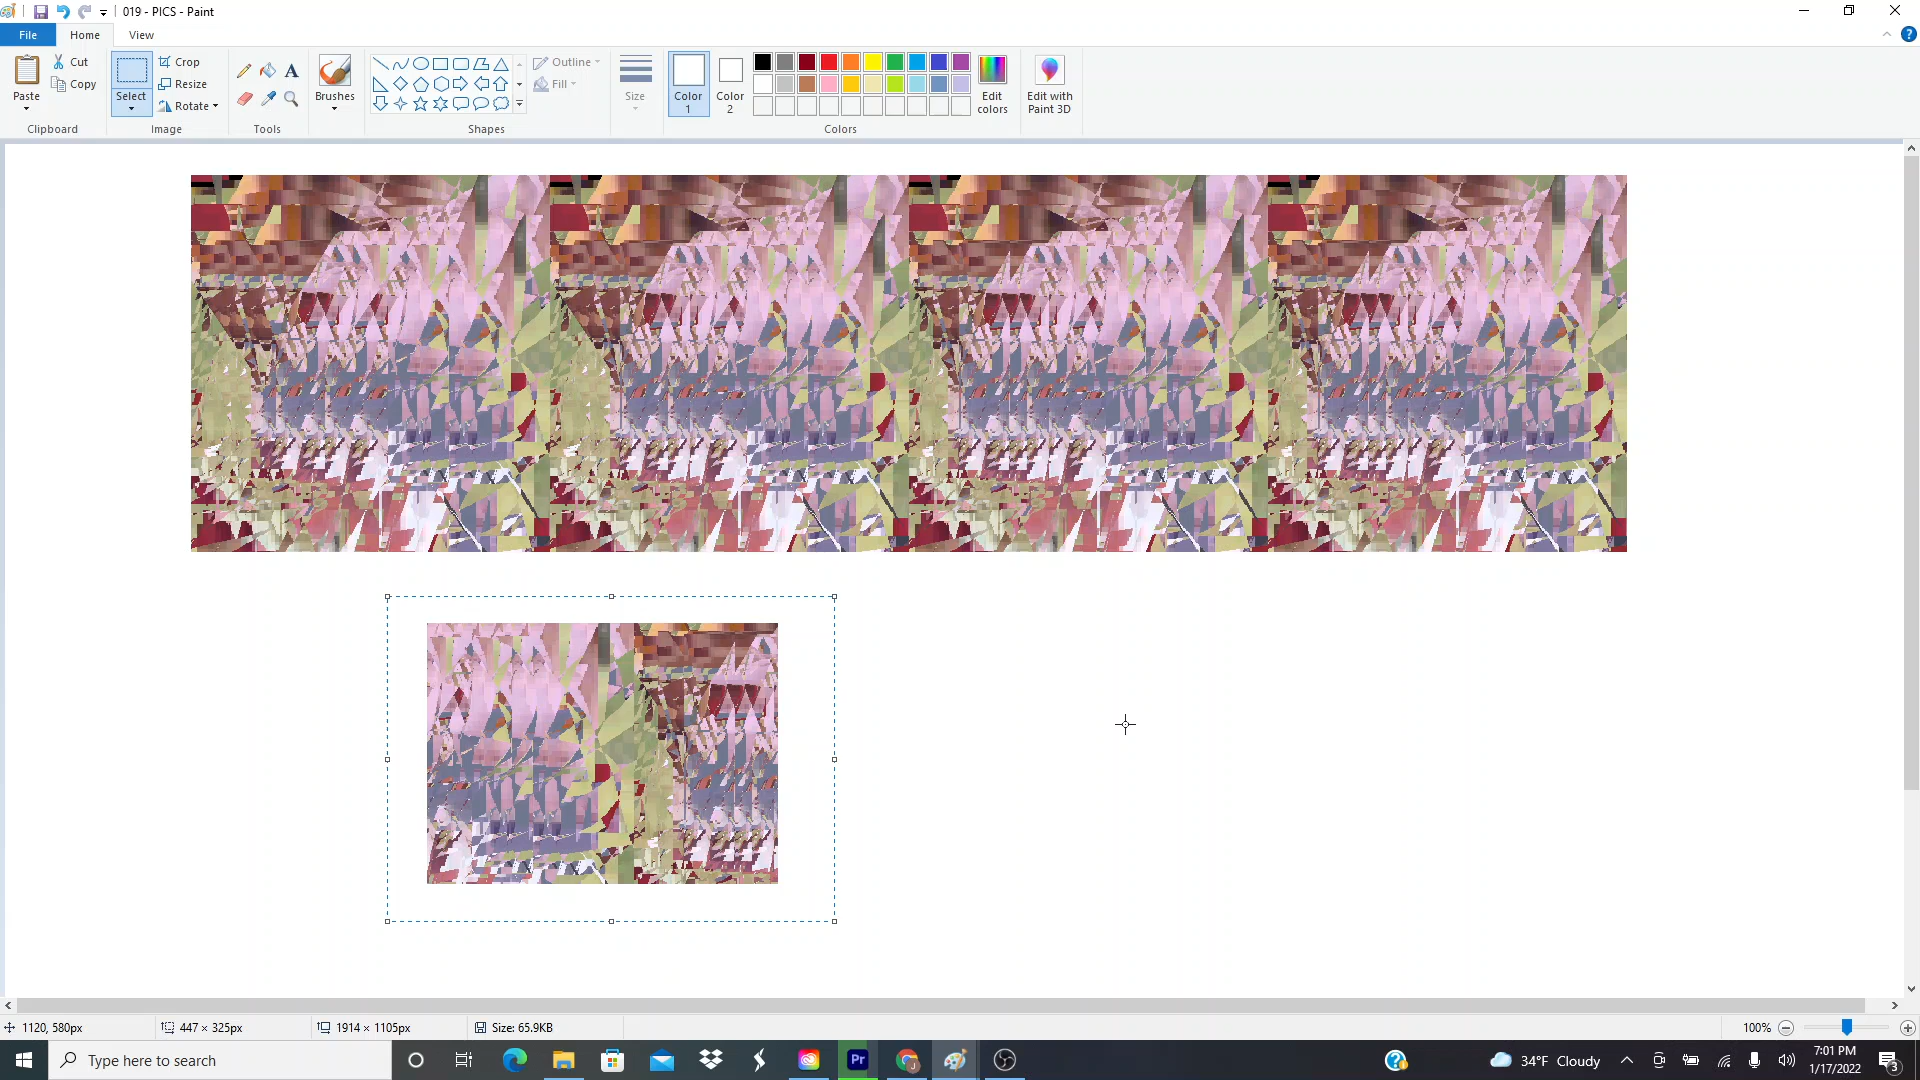 019 - PICS - Paint
File Home View
Paste
Cut
Copy
Clipboard
Select
Crop
Resize
Rotate
Image
A
Tools
Brushes
Shapes
Outline
Fill
Size
Color 1
Color 2
Colors
Edit colors
Edit with Paint 3D
1120, 580px
447 × 325px
1914 × 1105px
Size: 65.9KB
100%
Type here to search
Pr
34°F Cloudy
7:01 PM
1/17/2022
3